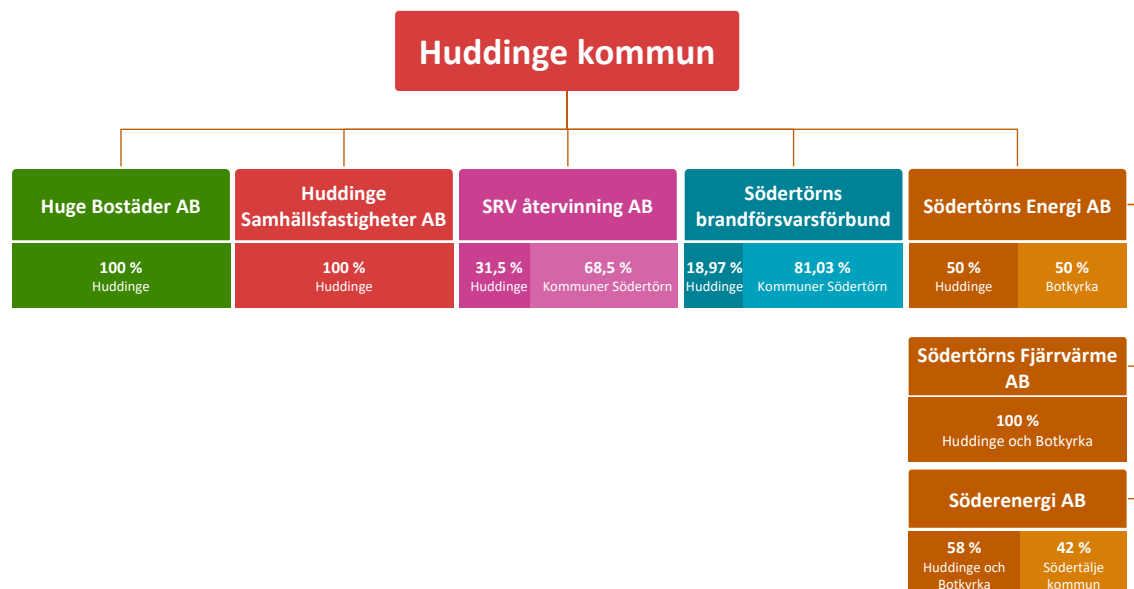 Huddinge kommun
Huge Bostäder AB
100 %
Huddinge
Huddinge
Samhällsfastigheter AB
100 %
Huddinge
SRV återvinning AB
31,5 %
Huddinge
68,5 %
Kommuner Södertörn
Södertörns
brandförsvarsförbund
18,97 %
Huddinge
81,03 %
Kommuner Södertörn
Södertörns Energi AB
50 %
Huddinge
50 %
Botkyrka
Södertörns Fjärrvärme
AB
100 %
Huddinge och Botkyrka
Söderenergi AB
58 %
Huddinge och
Botkyrka
42 %
Södertälje
kommun